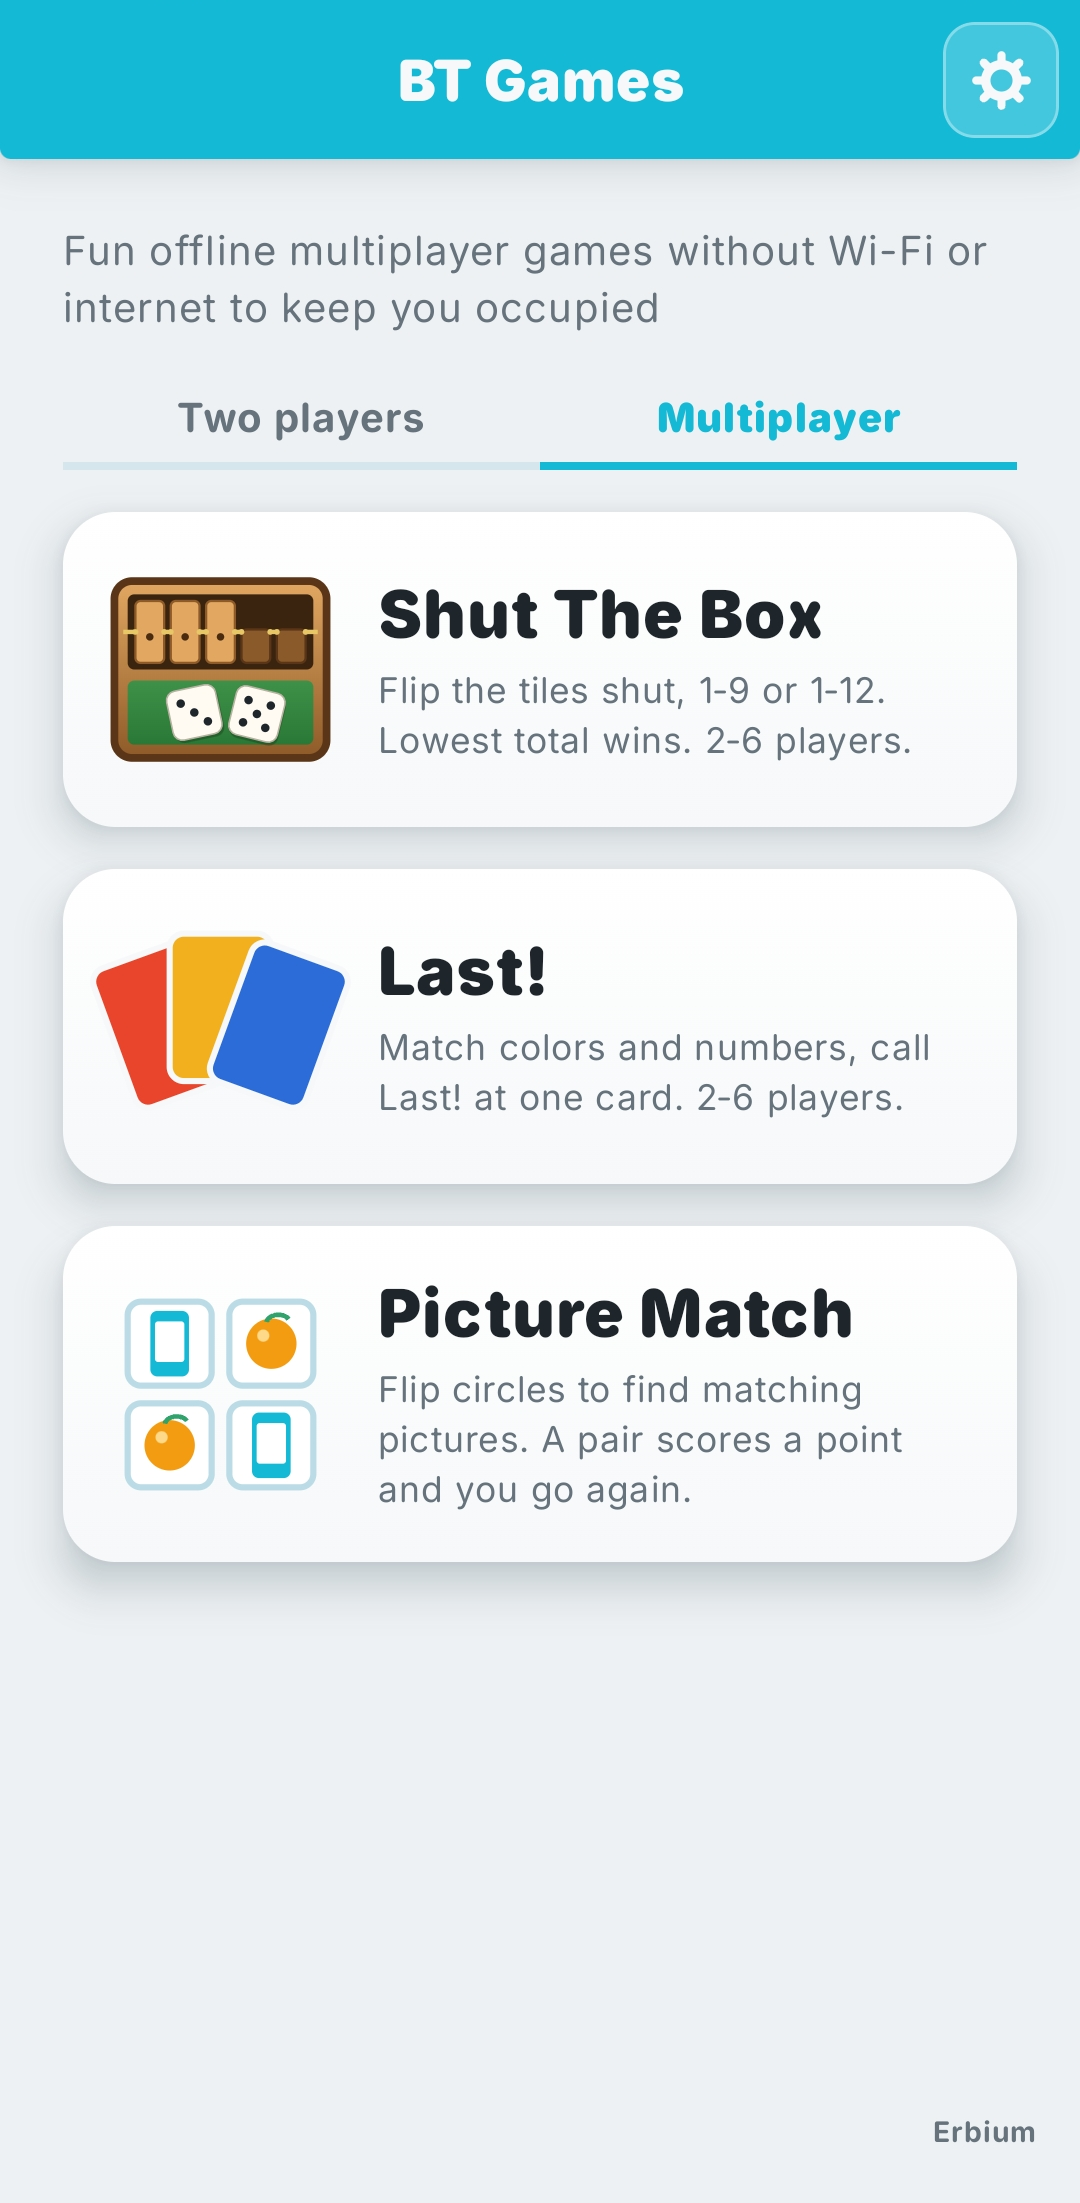 BT Games
Fun offline multiplayer games without Wi-Fi or
internet to keep you occupied
Two players
Multiplayer
Shut The Box
Flip the tiles shut, 1-9 or 1-12.
Lowest total wins. 2-6 players.
Last!
Match colors and numbers, call
Last! at one card. 2-6 players.
Picture Match
Flip circles to find matching
pictures. A pair scores a point
and you go again.
Erbium